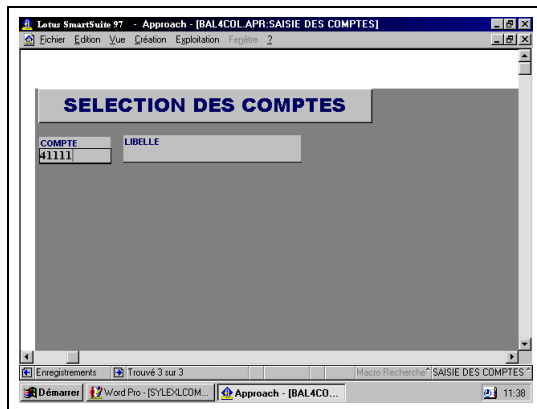 Lotus SmartSuite 97 - Approach - [BAL4COL.APR:SAISIE DES COMPTES]
Fichier Edition Vue Création Exploitation Fenêtre ?
SELECTION DES COMPTES
COMPTE LIBELLE
41111
Enregistrements Trouvé 3 sur 3 Macro Recherche SAISIE DES COMPTES
Démarrer Word Pro - [SYLEXLCOM... Approach - [BAL4CO... 11:38